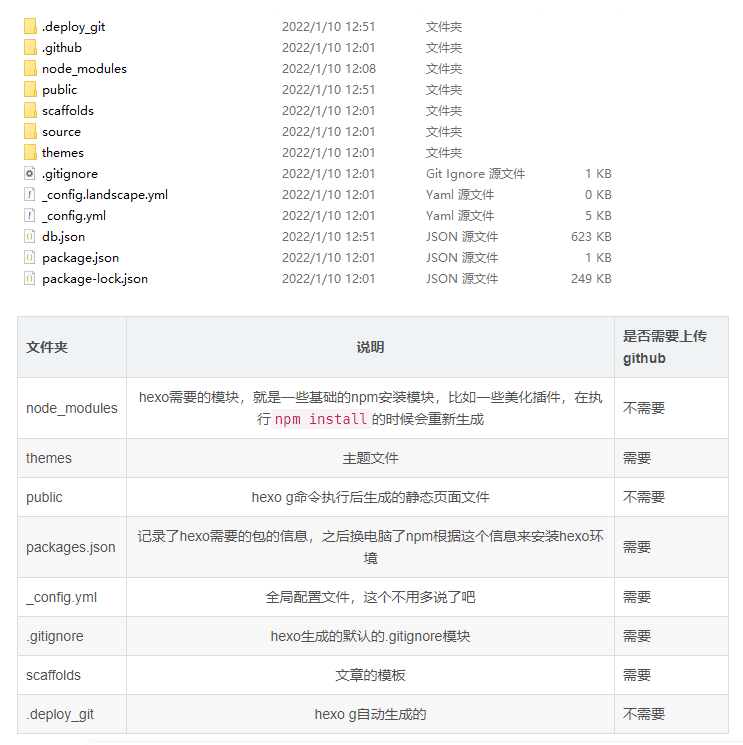 .deploy_git 2022/1/10 12:51 文件夹
.github 2022/1/10 12:01 文件夹
node_modules 2022/1/10 12:08 文件夹
public 2022/1/10 12:51 文件夹
scaffolds 2022/1/10 12:01 文件夹
source 2022/1/10 12:01 文件夹
themes 2022/1/10 12:01 文件夹
.gitignore 2022/1/10 12:01 Git Ignore 源文件 1 KB
_config.landscape.yml 2022/1/10 12:01 Yaml 源文件 0 KB
_config.yml 2022/1/10 12:01 Yaml 源文件 5 KB
db.json 2022/1/10 12:51 JSON 源文件 623 KB
package.json 2022/1/10 12:01 JSON 源文件 1 KB
package-lock.json 2022/1/10 12:01 JSON 源文件 249 KB
文件夹 说明 是否需要上传
github
node_modules hexo需要的模块，就是一些基础的npm安装模块，比如一些美化插件，在执
行npm install的时候会重新生成 不需要
themes 主题文件 需要
public hexo g命令执行后生成的静态页面文件 不需要
packages.json 记录了hexo需要的包的信息，之后换电脑了npm根据这个信息来安装hexo环
境 需要
_config.yml 全局配置文件，这个不用多说了吧 需要
.gitignore hexo生成的默认的.gitignore模块 需要
scaffolds 文章的模板 需要
.deploy_git hexo g自动生成的 不需要